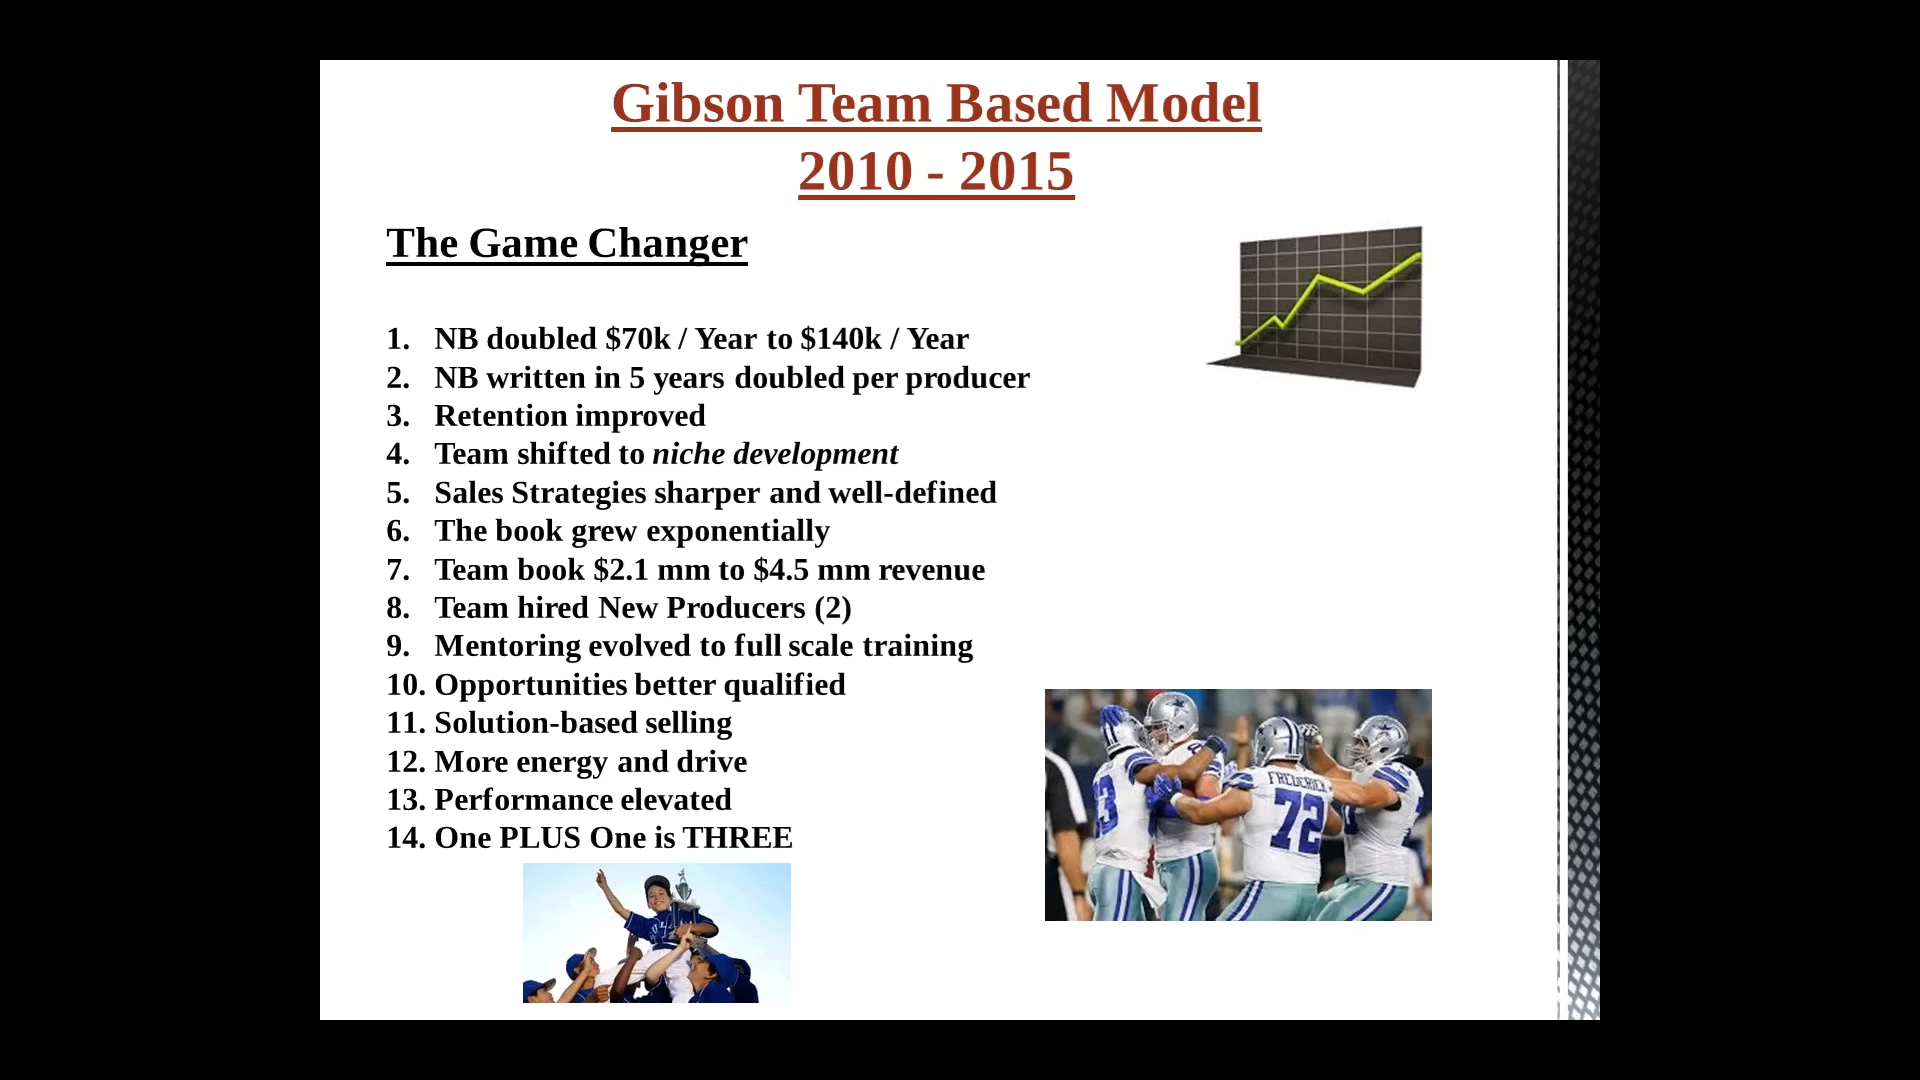 Gibson Team Based Model
2010 - 2015
The Game Changer
1. NB doubled $70k / Year to $140k / Year
2. NB written in 5 years doubled per producer
3. Retention improved
4. Team shifted to niche development
5. Sales Strategies sharper and well-defined
6. The book grew exponentially
7. Team book $2.1 mm to $4.5 mm revenue
8. Team hired New Producers (2)
9. Mentoring evolved to full scale training
10. Opportunities better qualified
11. Solution-based selling
12. More energy and drive
13. Performance elevated
14. One PLUS One is THREE
FREDERICK
72